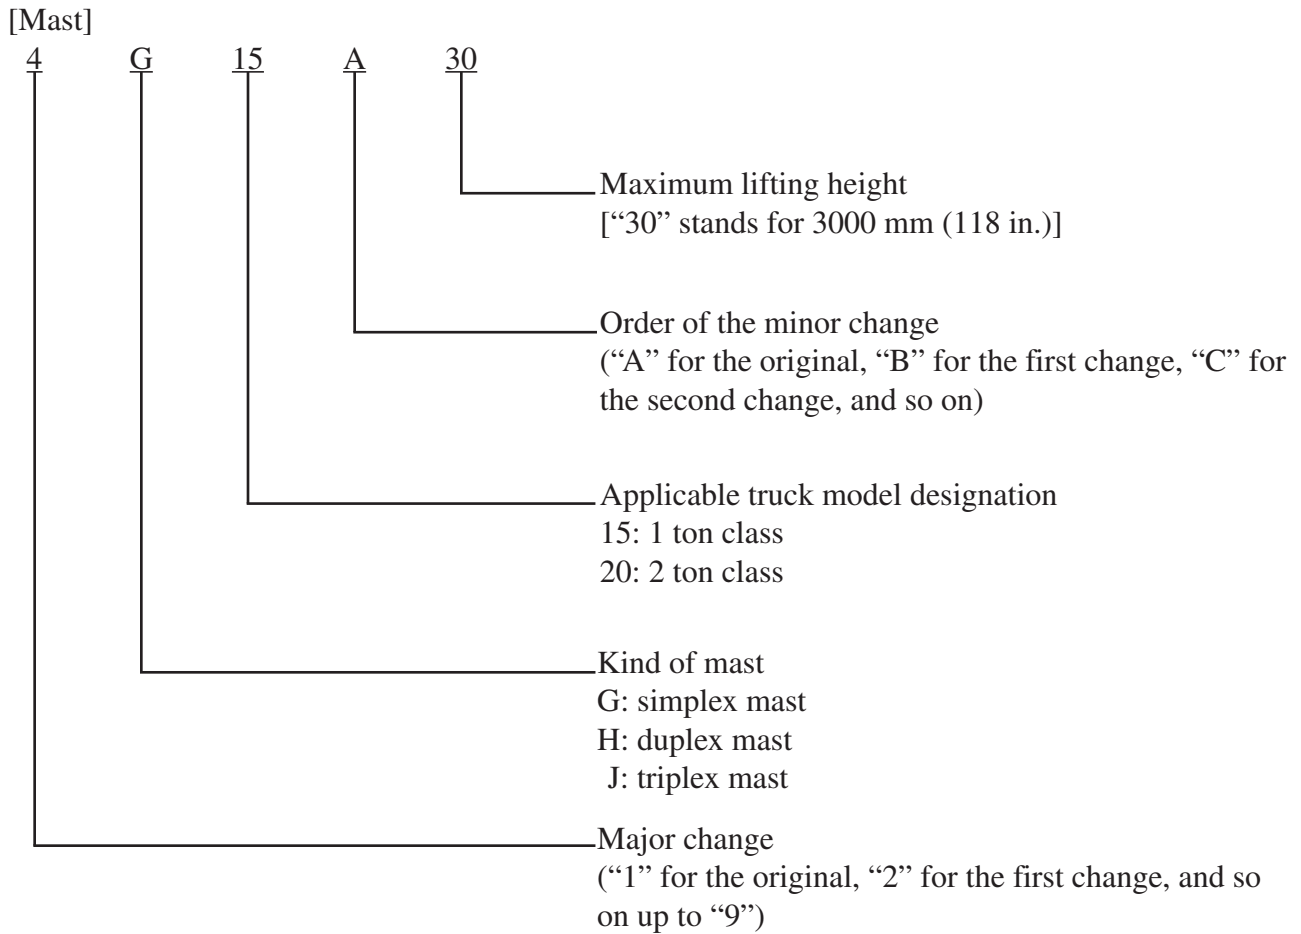 [Mast]
4 G 15 A 30
Maximum lifting height
[“30” stands for 3000 mm (118 in.)]
Order of the minor change
(“A” for the original, “B” for the first change, “C” for
the second change, and so on)
Applicable truck model designation
15: 1 ton class
20: 2 ton class
Kind of mast
G: simplex mast
H: duplex mast
J: triplex mast
Major change
(“1” for the original, “2” for the first change, and so
on up to “9”)